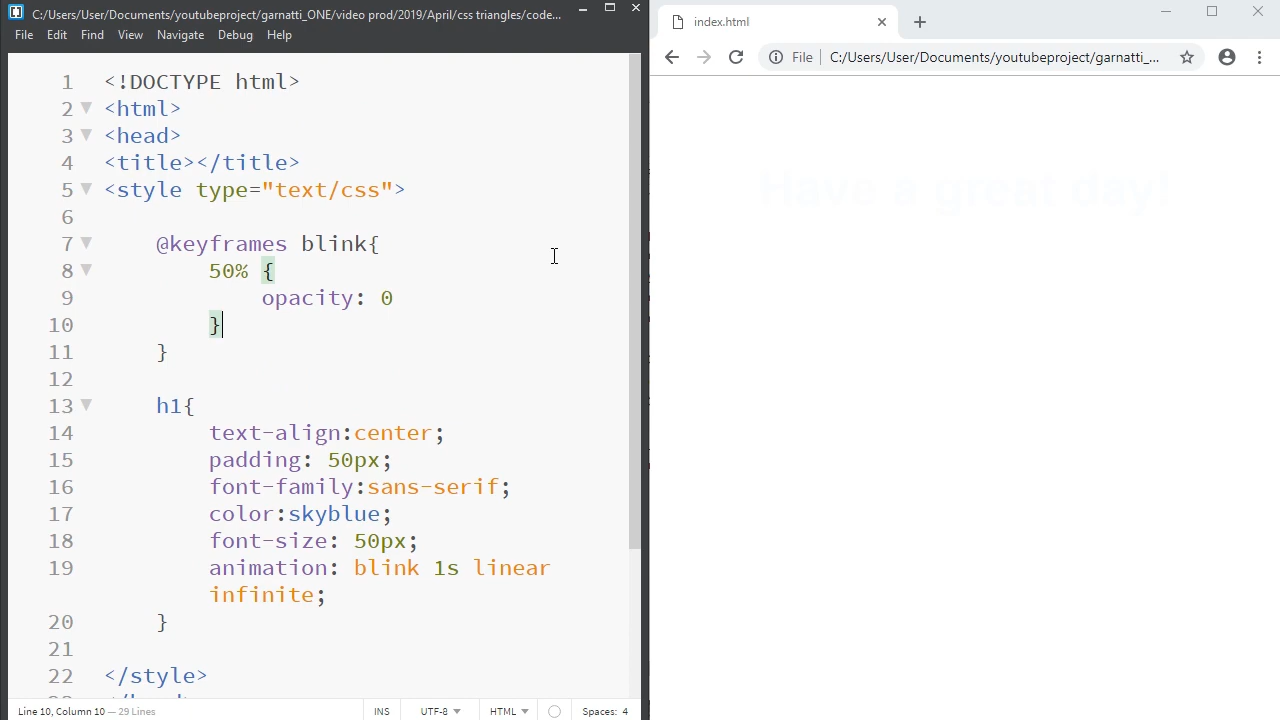 C:/Users/User/Documents/youtubeproject/garnatti_ONE/video prod/2019/April/css triangles/code...
File Edit Find View Navigate Debug Help
1 <!DOCTYPE html>
2 <html>
3 <head>
4 <title></title>
5 <style type="text/css">
6
7 @keyframes blink{
8 50% {
9 opacity: 0
10 }
11 }
12
13 h1{
14 text-align:center;
15 padding: 50px;
16 font-family:sans-serif;
17 color:skyblue;
18 font-size: 50px;
19 animation: blink 1s linear
infinite;
20 }
21
22 </style>
Line 10, Column 10 — 29 Lines
INS UTF-8 HTML Spaces: 4
index.html
File C:/Users/User/Documents/youtubeproject/garnatti_...
Have a great day!